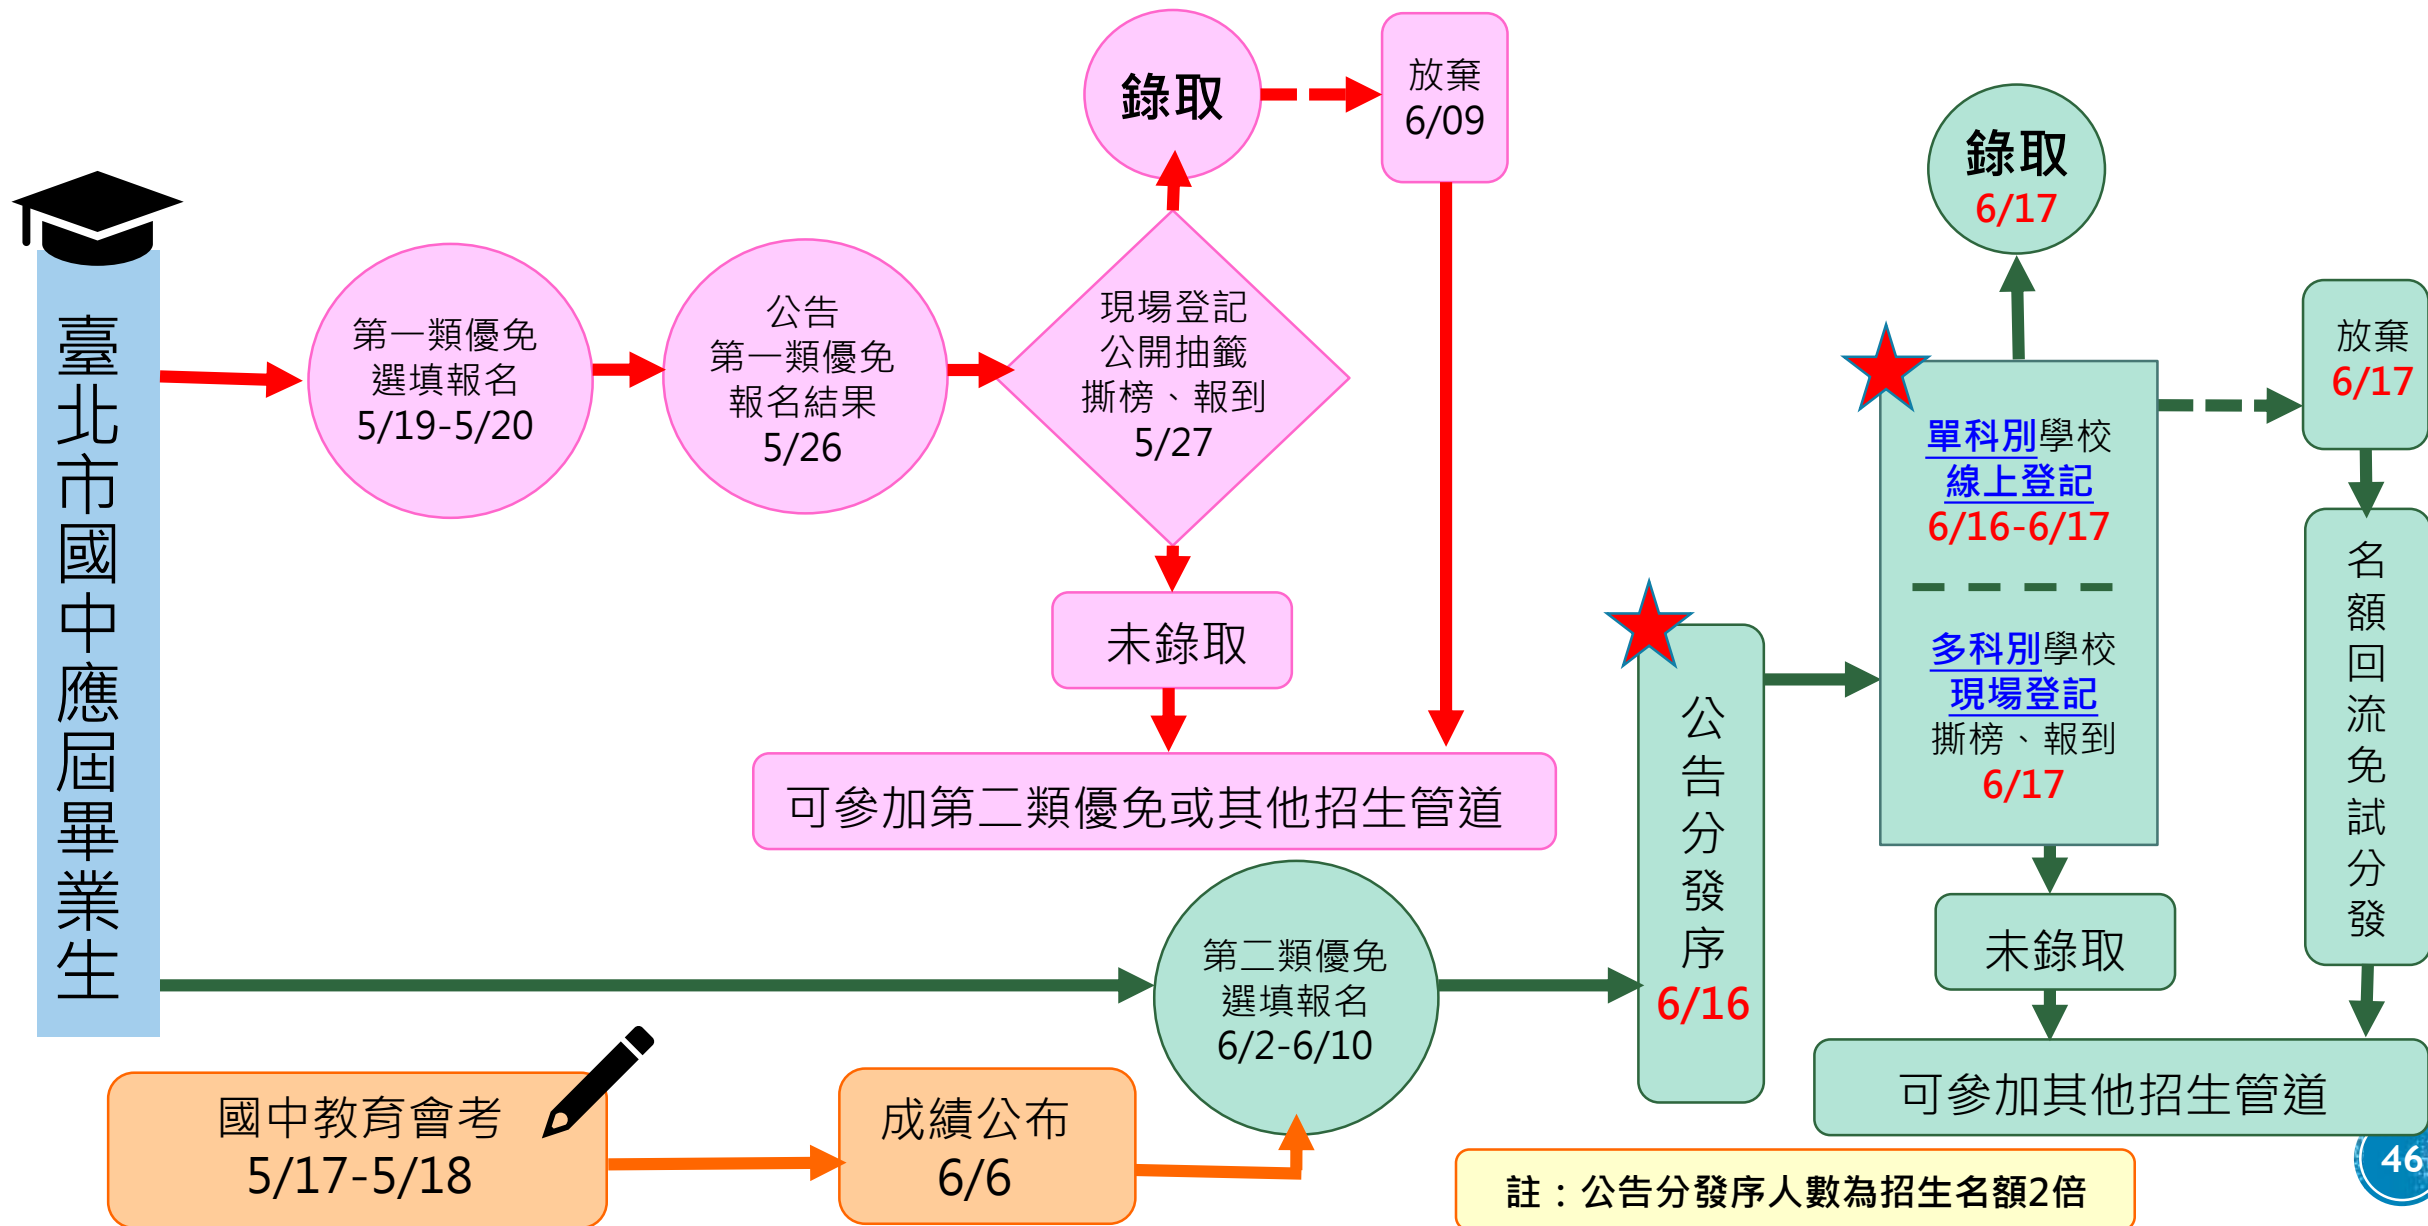 臺北市國中應屆畢業生
第一類優免
選填報名
5/19-5/20
公告
第一類優免
報名結果
5/26
現場登記
公開抽籤
撕榜、報到
5/27
錄取
放棄
6/09
未錄取
可參加第二類優免或其他招生管道
國中教育會考
5/17-5/18
成績公布
6/6
第二類優免
選填報名
6/2-6/10
公告分發序
6/16
單科別學校
線上登記
6/16-6/17
多科別學校
現場登記
撕榜、報到
6/17
錄取
6/17
放棄
6/17
名額回流免試分發
未錄取
可參加其他招生管道
註：公告分發序人數為招生名額2倍
46